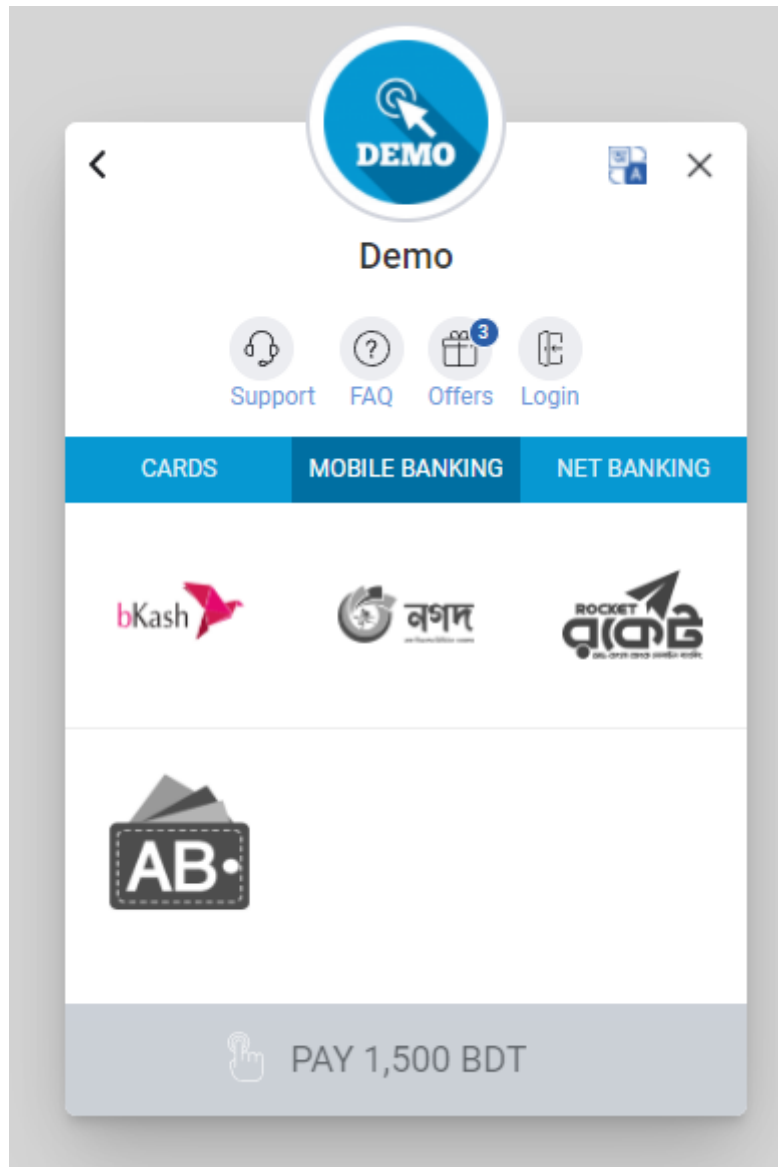 DEMO
Demo
3
Support FAQ Offers Login
CARDS MOBILE BANKING NET BANKING
bKash নগদ ROCKET
রকেট
AB
PAY 1,500 BDT